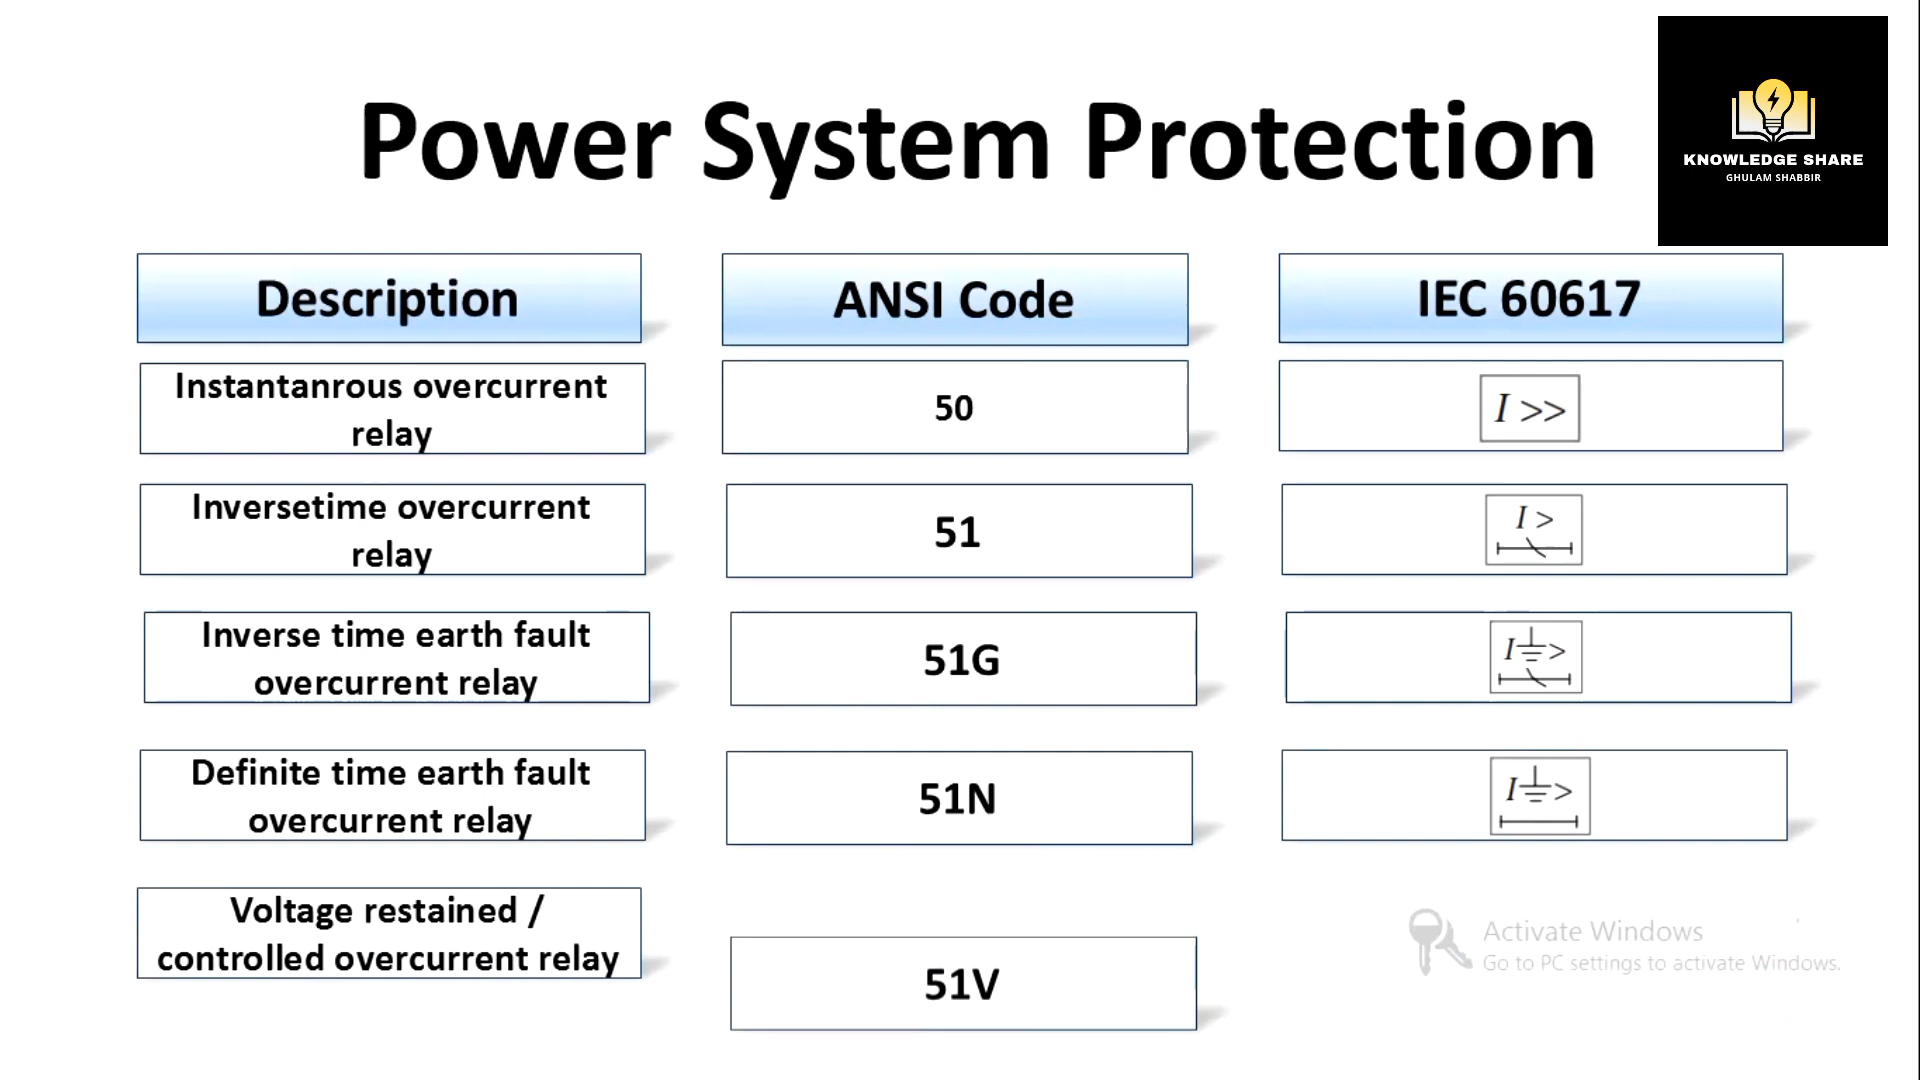 Power System Protection
KNOWLEDGE SHARE
GHULAM SHABBIR
Description
ANSI Code
IEC 60617
Instantanrous overcurrent
relay
50
I >>
Inversetime overcurrent
relay
51
I >
Inverse time earth fault
overcurrent relay
51G
I⏚>
Definite time earth fault
overcurrent relay
51N
I⏚>
Voltage restained /
controlled overcurrent relay
51V
Activate Windows
Go to PC settings to activate Windows.